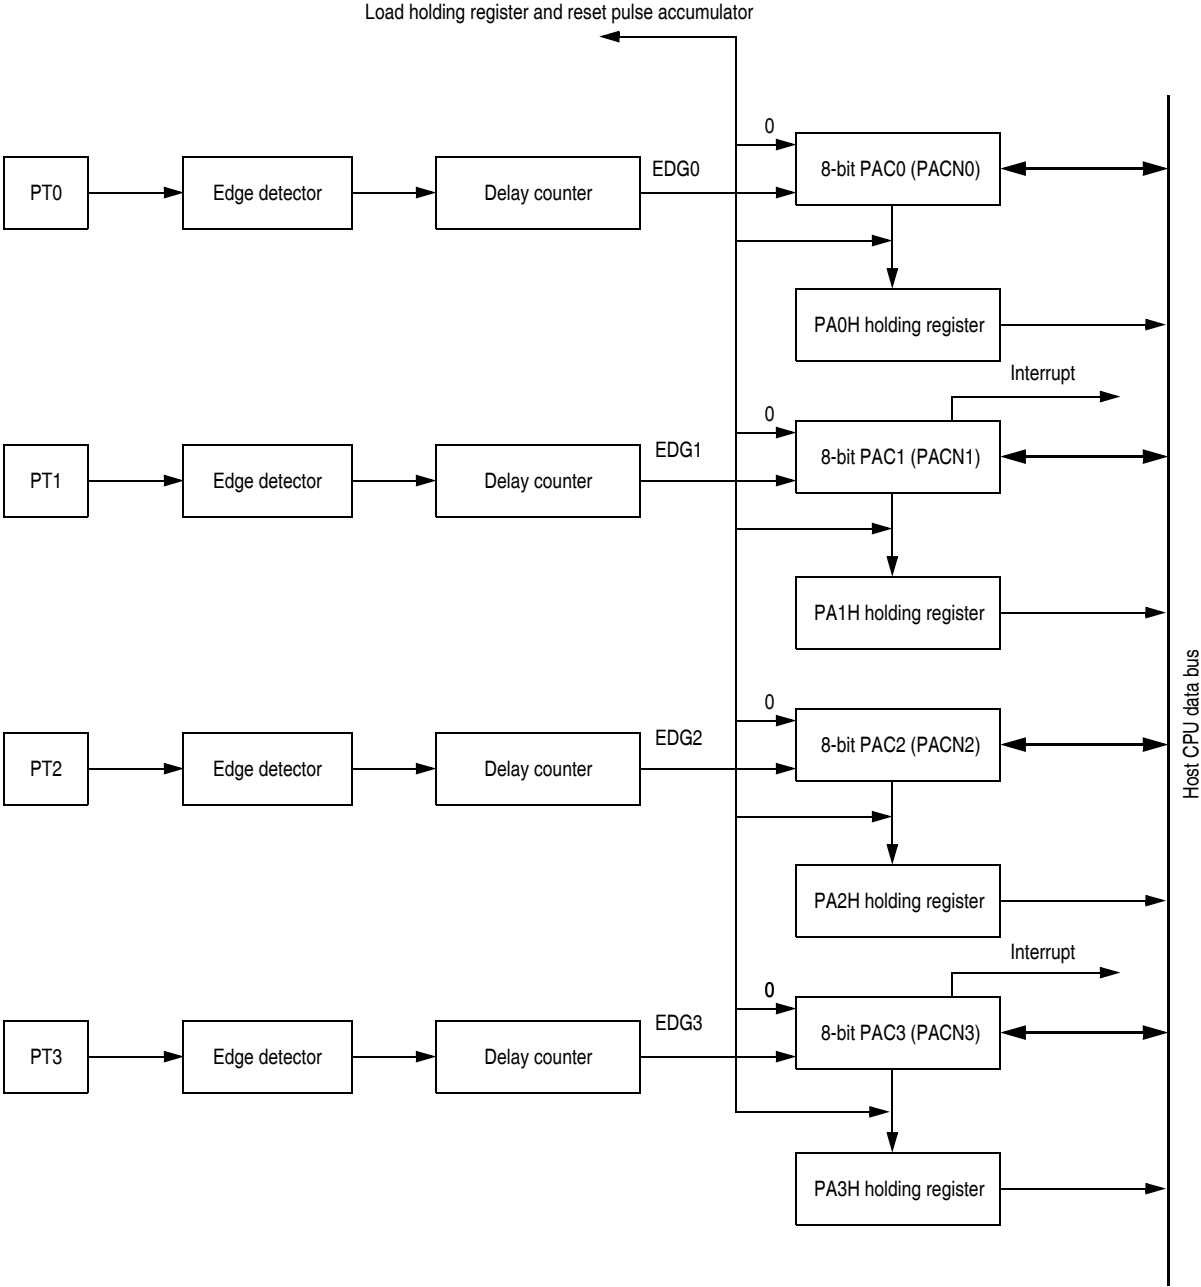 Load holding register and reset pulse accumulator
0
EDG0
8-bit PAC0 (PACN0)
PT0
Edge detector
Delay counter
PA0H holding register
Interrupt
0
EDG1
8-bit PAC1 (PACN1)
PT1
Edge detector
Delay counter
PA1H holding register
Host CPU data bus
0
EDG2
8-bit PAC2 (PACN2)
PT2
Edge detector
Delay counter
PA2H holding register
Interrupt
0
EDG3
8-bit PAC3 (PACN3)
PT3
Edge detector
Delay counter
PA3H holding register